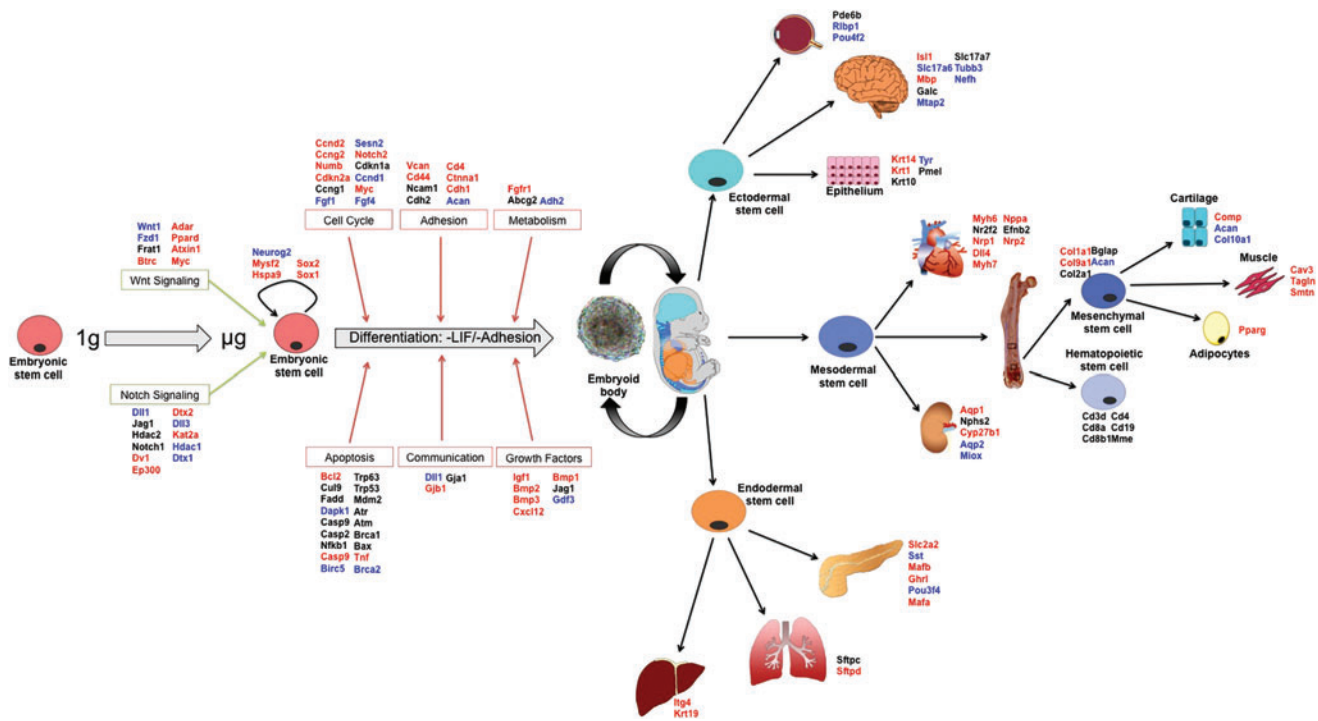 Embryonic
stem cell
1g
µg
Wnt1 Adar
Fzd1 Ppard
Frat1 Atxin1
Btrc Myc
Wnt Signaling
Notch Signaling
Dll1 Dtx2
Jag1 Dll3
Hdac2 Kat2a
Notch1 Hdac1
Dv1 Dtx1
Ep300
Neurog2
Mysf2 Sox2
Hspa9 Sox1
Embryonic
stem cell
Ccnd2 Sesn2
Ccng2 Notch2
Numb Cdkn1a
Cdkn2a Ccnd1
Ccng1 Myc
Fgf1 Fgf4
Cell Cycle
Vcan Cd4
Cd44 Ctnna1
Ncam1 Cdh1
Cdh2 Acan
Adhesion
Fgfr1
Abcg2 Adh2
Metabolism
Differentiation: -LIF/-Adhesion
Apoptosis
Bcl2 Trp63
Cul9 Trp53
Fadd Mdm2
Dapk1 Atr
Casp9 Atm
Casp2 Brca1
Nfkb1 Bax
Casp9 Tnf
Birc5 Brca2
Communication
Dll1 Gja1
Gjb1
Growth Factors
Igf1 Bmp1
Bmp2 Jag1
Bmp3 Gdf3
Cxcl12
Embryoid
body
Ectodermal
stem cell
Pde6b
Rlbp1
Pou4f2
Isl1 Slc17a7
Slc17a6 Tubb3
Mbp Nefh
Galc
Mtap2
Epithelium
Krt14 Tyr
Krt1 Pmel
Krt10
Mesodermal
stem cell
Myh6 Nppa
Nr2f2 Efnb2
Nrp1 Nrp2
Dll4
Myh7
Col1a1 Bglap
Col9a1 Acan
Col2a1
Mesenchymal
stem cell
Cartilage
Comp
Acan
Col10a1
Muscle
Cav3
Tagln
Smtn
Pparg
Adipocytes
Hematopoietic
stem cell
Cd3d Cd4
Cd8a Cd19
Cd8b1 Mme
Aqp1
Nphs2
Cyp27b1
Aqp2
Miox
Endodermal
stem cell
Slc2a2
Sst
Mafb
Ghrl
Pou3f4
Mafa
Sftpc
Sftpd
Itg4
Krt19